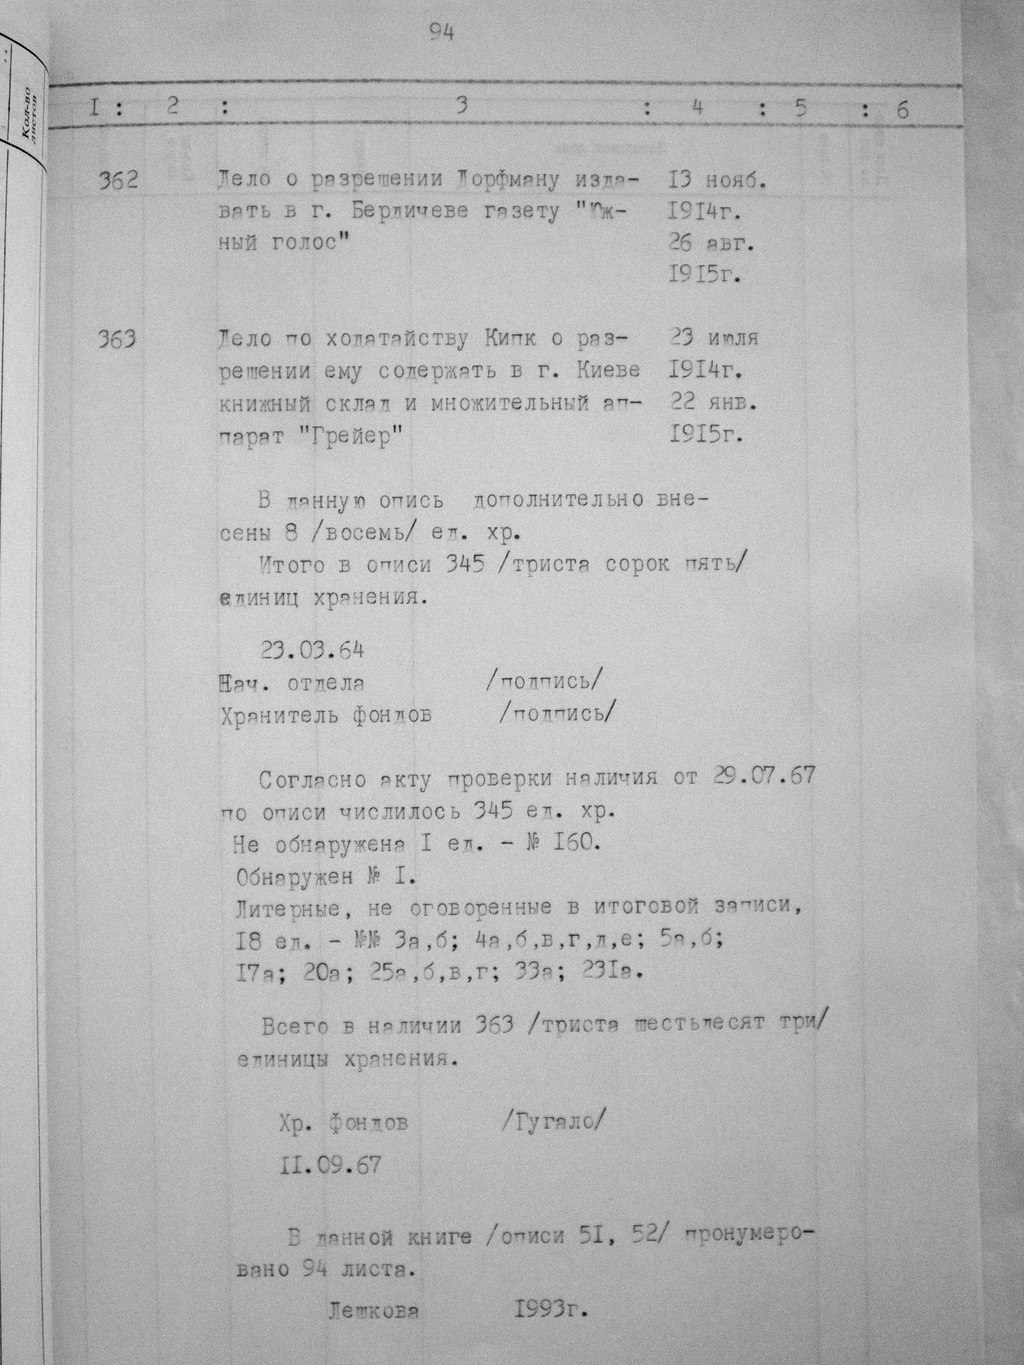 94
Кол-во
листов
I : 2 : 3 : 4 : 5 : 6
362 Дело о разрешении Дорфману изда- 13 нояб.
вать в г. Бердичеве газету "Юж- 1914г.
ный голос" 26 авг.
1915г.
363 Дело по ходатайству Кипк о раз- 23 июля
решении ему содержать в г. Киеве 1914г.
книжный склад и множительный ап- 22 янв.
парат "Грейер" 1915г.
В данную опись дополнительно вне-
сены 8 /восемь/ ед. хр.
Итого в описи 345 /триста сорок пять/
единиц хранения.
23.03.64
Нач. отдела /подпись/
Хранитель фондов /подпись/
Согласно акту проверки наличия от 29.07.67
по описи числилось 345 ед. хр.
Не обнаружена I ед. - № 160.
Обнаружен № I.
Литерные, не оговоренные в итоговой записи,
18 ед. - №№ 3а,б; 4а,б,в,г,д,е; 5а,б;
17а; 20а; 25а,б,в,г; 33а; 231а.
Всего в наличии 363 /триста шестьдесят три/
единицы хранения.
Хр. фондов /Гугало/
II.09.67
В данной книге /описи 51, 52/ пронумеро-
вано 94 листа.
Лешкова 1993г.